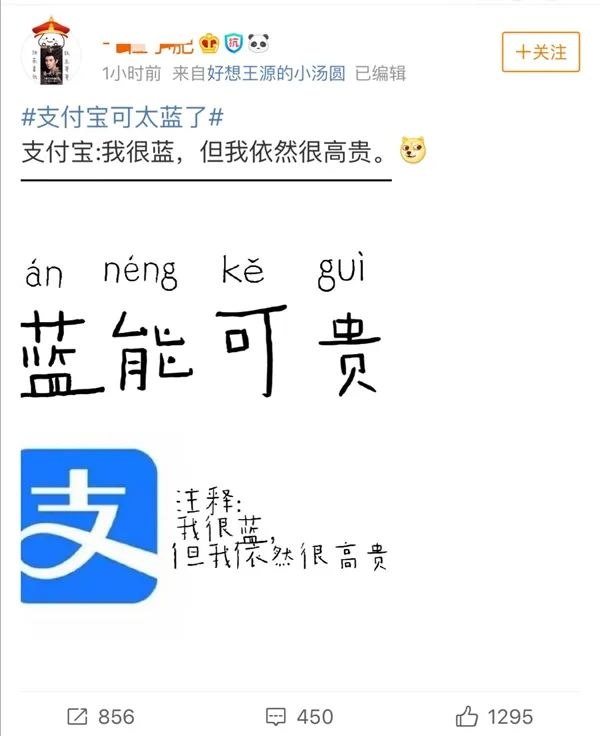 1小时前 来自好想王源的小汤圆 已编辑
+关注
#支付宝可太蓝了#
支付宝:我很蓝，但我依然很高贵。
án néng kě guì
蓝能可贵
支
注释:
我很蓝，
但我依然很高贵
856 450 1295